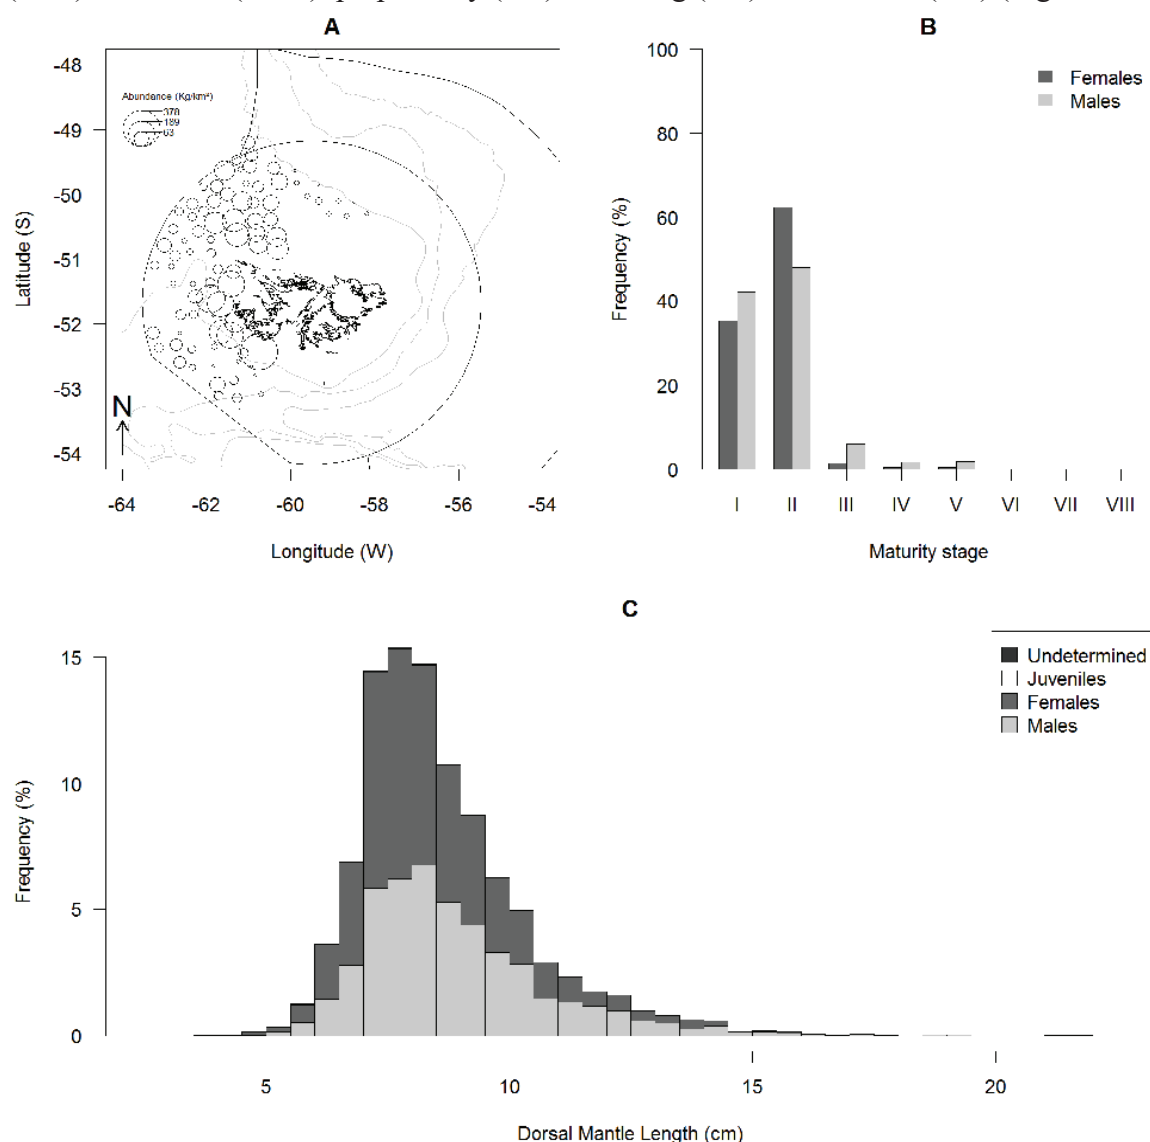 A
-48
-49
-50
-51
-52
-53
-54
Latitude (S)
Abundance (Kg/km²)
378
189
63
N
-64
-62
-60
-58
-56
-54
Longitude (W)
B
100
80
60
40
20
0
Frequency (%)
Females
Males
I II III IV V VI VII VIII
Maturity stage
C
15
10
5
0
Frequency (%)
Undetermined
Juveniles
Females
Males
5 10 15 20
Dorsal Mantle Length (cm)